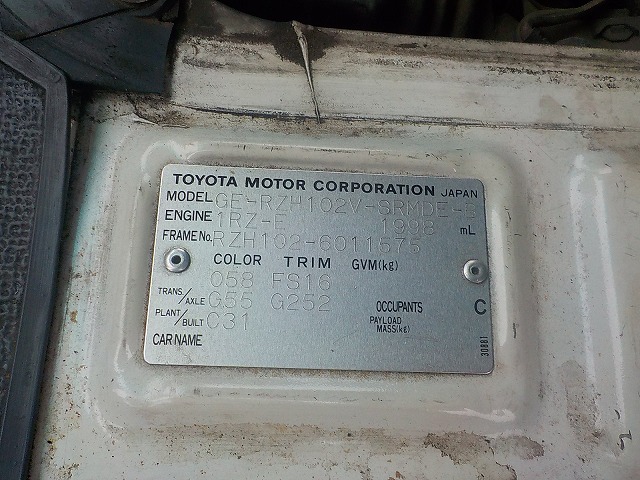 TOYOTA MOTOR CORPORATION JAPAN
MODEL GE-RZH102V-SRMDE-E
ENGINE 1RZ-E 1998 mL
FRAME No. RZH102-6011575
COLOR TRIM GVM(kg)
058 FS16
TRANS/AXLE G55 G252 OCCUPANTS C
PLANT/BUILT C31 PAYLOAD MASS(kg)
CAR NAME
30881